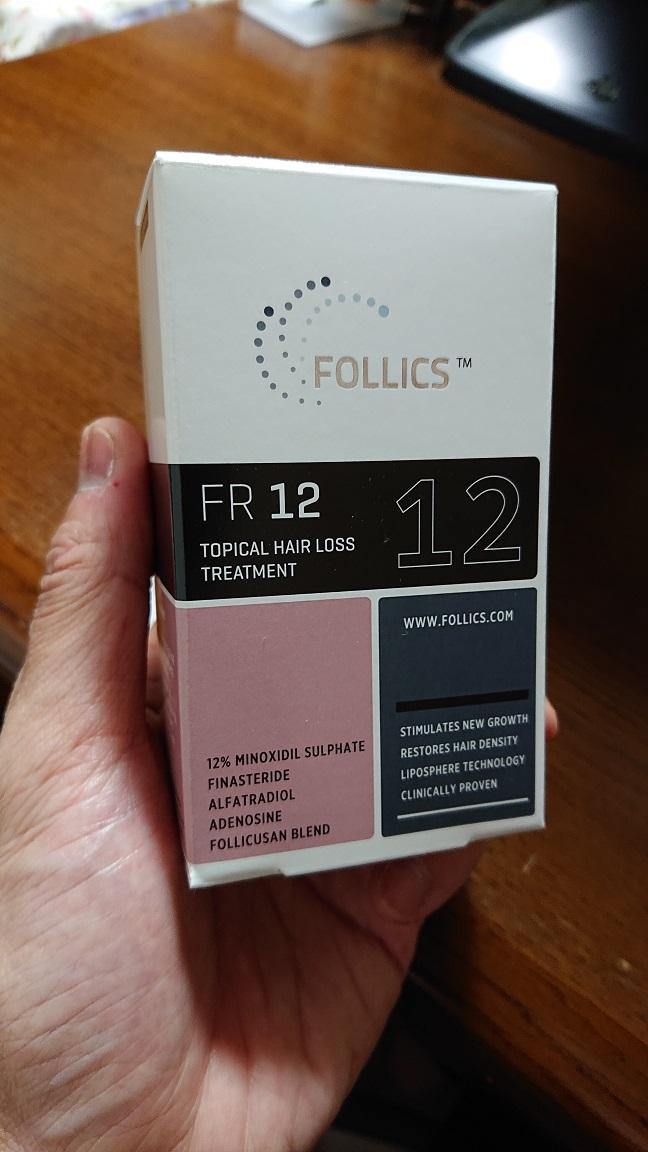 FOLLICS™
FR 12
12
TOPICAL HAIR LOSS
TREATMENT
WWW.FOLLICS.COM
STIMULATES NEW GROWTH
RESTORES HAIR DENSITY
LIPOSPHERE TECHNOLOGY
CLINICALLY PROVEN
12% MINOXIDIL SULPHATE
FINASTERIDE
ALFATRADIOL
ADENOSINE
FOLLICUSAN BLEND